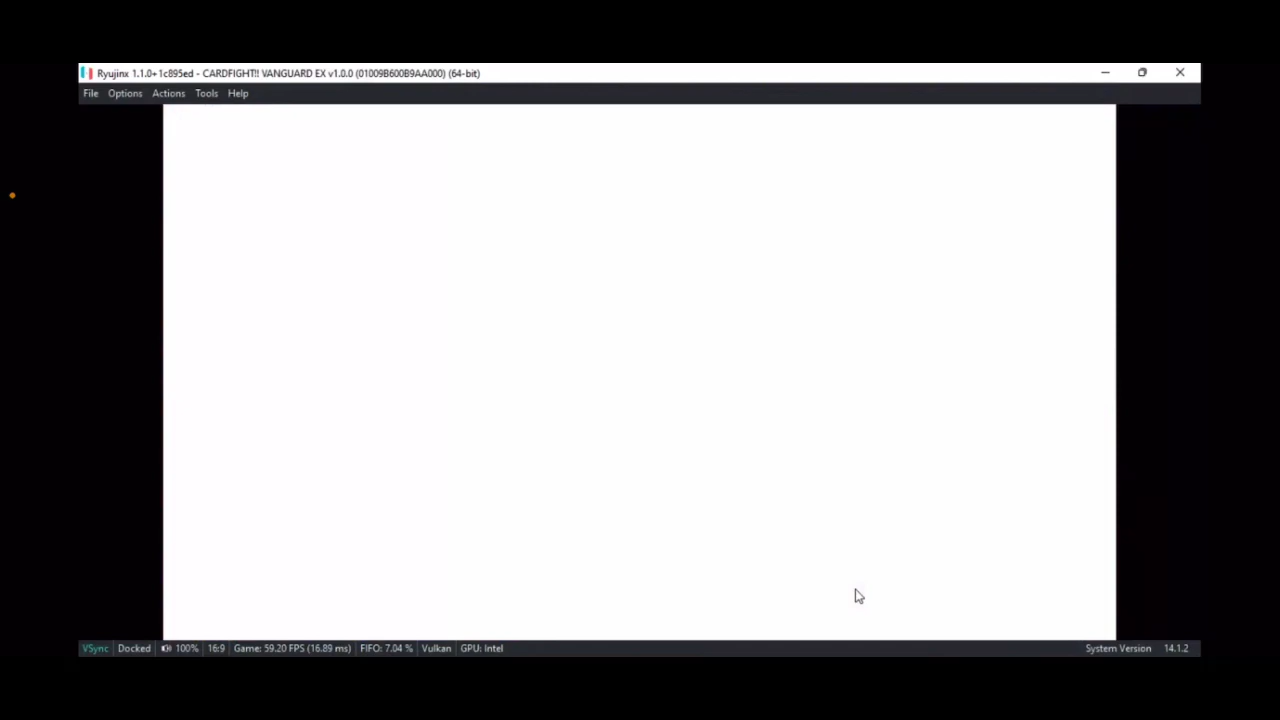 Ryujinx 1.1.0+1c895ed - CARDFIGHT!! VANGUARD EX v1.0.0 (01009B600B9AA000) (64-bit)
File Options Actions Tools Help
VSync Docked 100% 16:9 Game: 59.20 FPS (16.89 ms) FIFO: 7.04 % Vulkan GPU: Intel System Version 14.1.2